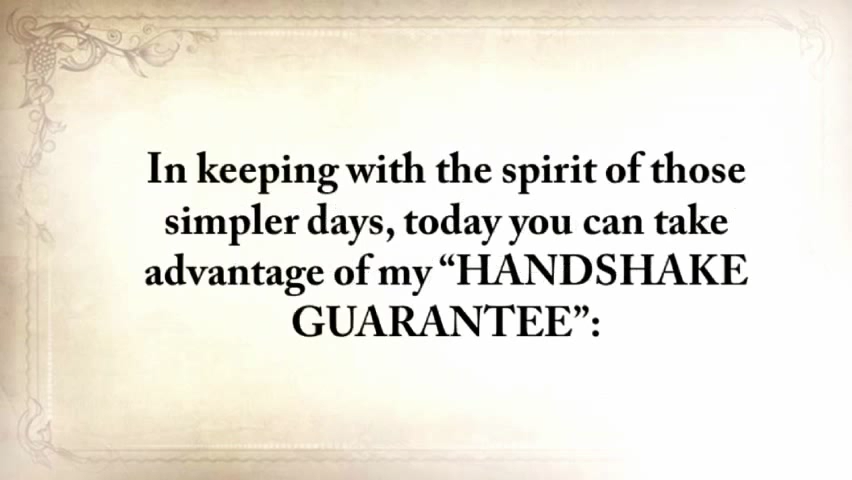 In keeping with the spirit of those
simpler days, today you can take
advantage of my “HANDSHAKE
GUARANTEE”: